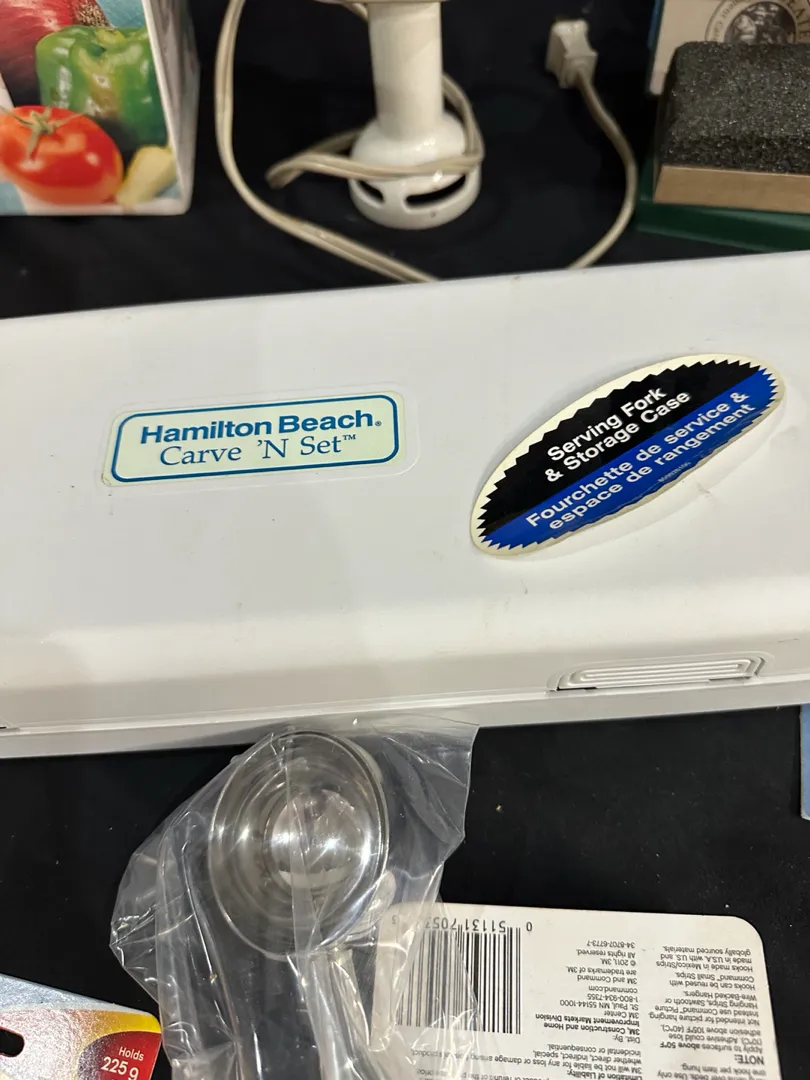 Hamilton Beach®
Carve 'N Set™
Serving Fork
& Storage Case
Fourchette de service &
espace de rangement
Holds
225 g
NOTE:
Apply to surfaces above 50°F
(10°C). Adhesive could lose
adhesion above 105°F (40°C).
Not intended for picture hanging.
Instead use Command™ Picture
Hanging Strips, Sawtooth or
Wire-Backed Hangers.
Hooks can be reused with
Command™ Small Strips.
Hooks made in Mexico/Strips
made in U.S.A. with U.S. and
globally sourced materials.
Dist. By:
3M, Construction and Home
Improvement Markets Division
3M Center
St. Paul, MN 55144-1000
1-800-934-7355
command.com
3M and Command
are trademarks of 3M.
© 2011, 3M.
All rights reserved.
34-8707-6773-7
0 51131 705
Limitation of Liability:
3M will not be liable for any loss or damage arising
whether direct, indirect, special,
incidental or consequential.